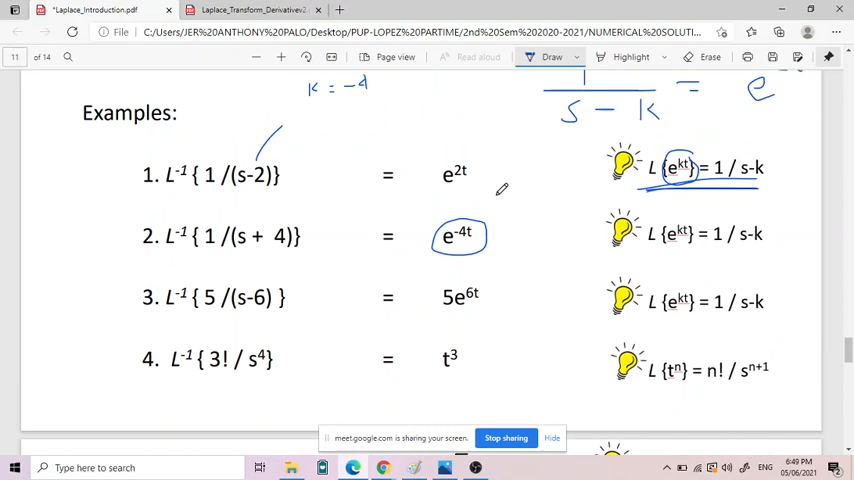 *Laplace_Introduction.pdf
Laplace_Transform_Derivativev2.
File
C:/Users/JER%20ANTHONY%20PALO/Desktop/PUP-LOPEZ%20PARTIME/2nd%20Sem%202020-2021/NUMERICAL%20SOLUTI...
11 of 14
Page view
Read aloud
Draw
Highlight
Erase
k = -4
1
s - k
=
e
Examples:
1. L⁻¹{ 1 /(s-2)} = e²ᵗ
L {eᵏᵗ} = 1 / s-k
2. L⁻¹{ 1 /(s + 4)} = e⁻⁴ᵗ
L {eᵏᵗ} = 1 / s-k
3. L⁻¹{ 5 /(s-6) } = 5e⁶ᵗ
L {eᵏᵗ} = 1 / s-k
4. L⁻¹{ 3! / s⁴} = t³
L {tⁿ} = n! / sⁿ⁺¹
meet.google.com is sharing your screen.
Stop sharing
Hide
Type here to search
ENG
6:49 PM
05/06/2021
2